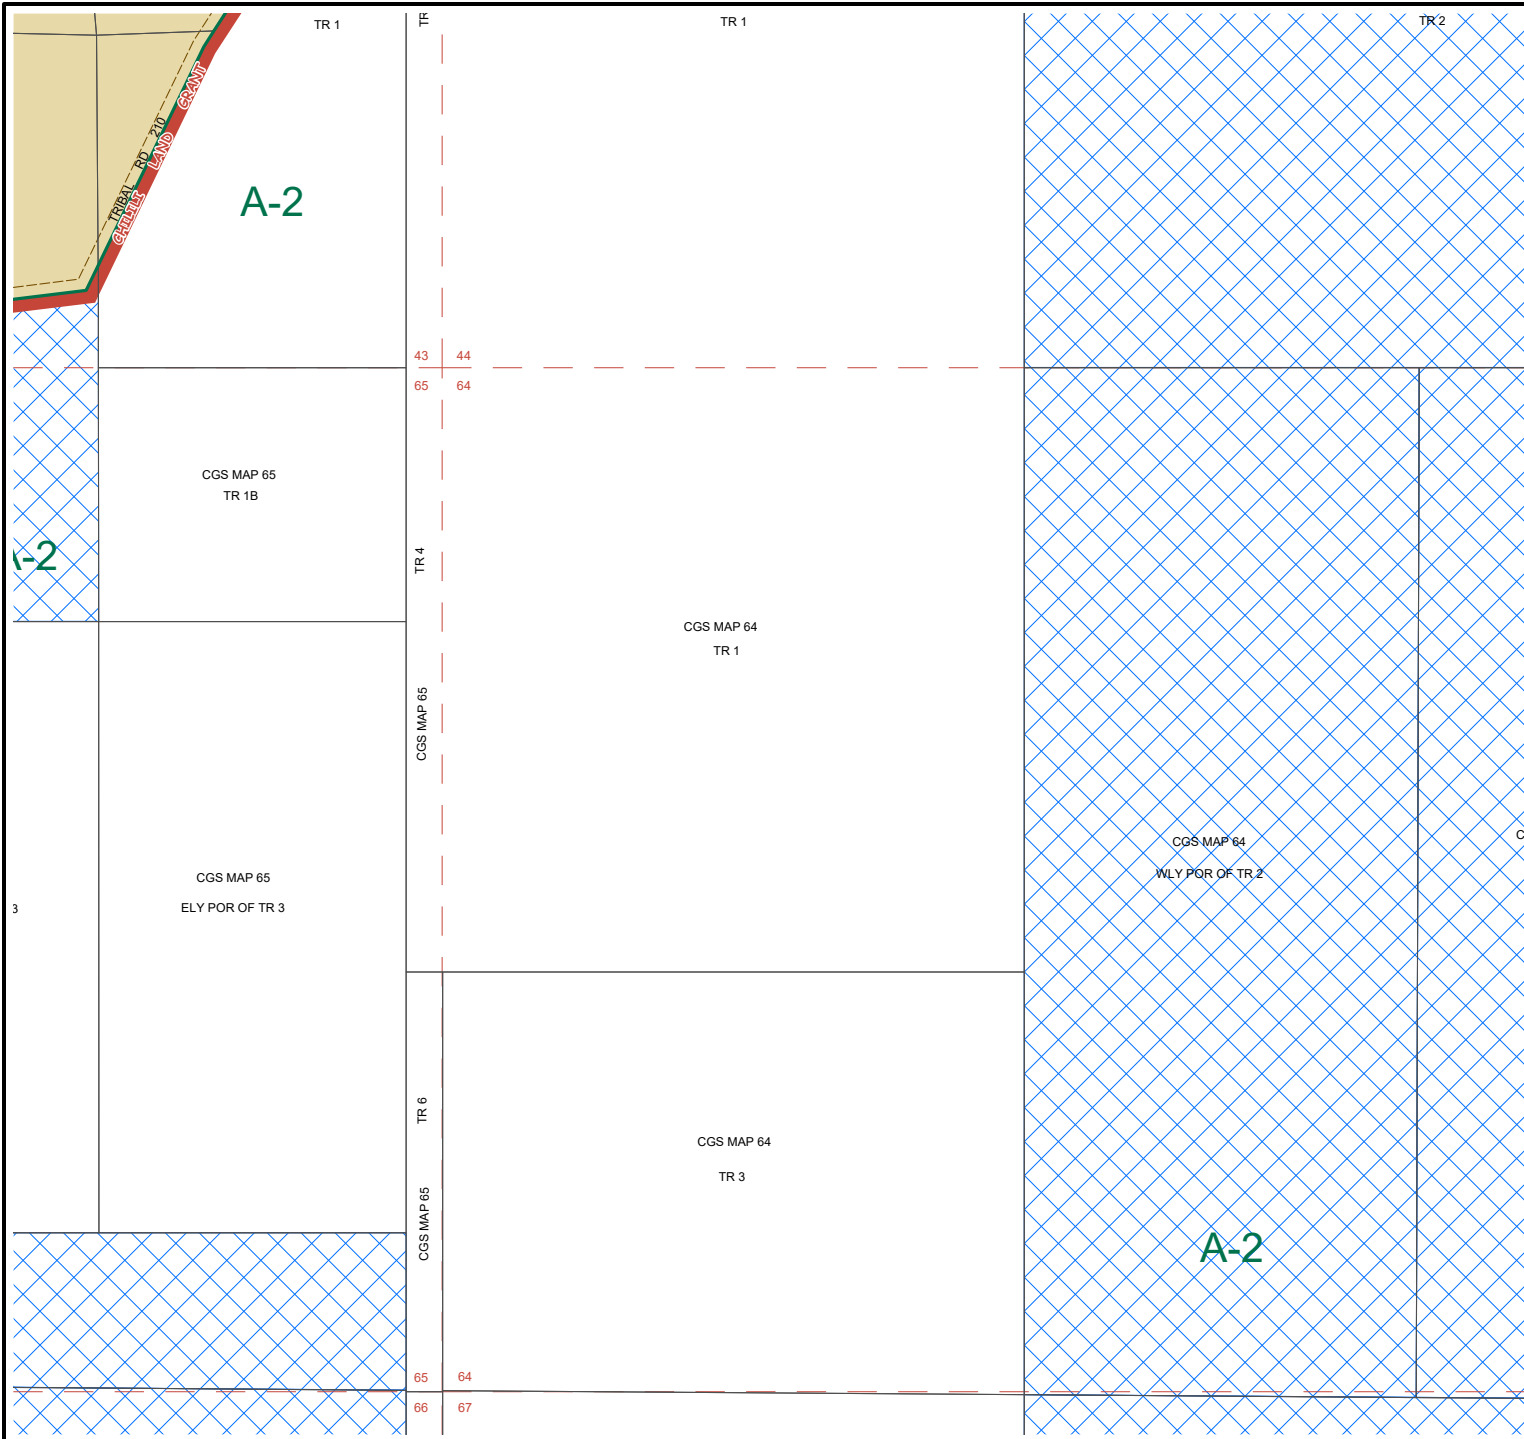 TR 1
TR
TR 1
TR 2
TRIBAL RD 210
CHILILI LAND GRANT
A-2
43
44
65
64
CGS MAP 65
TR 1B
A-2
TR 4
CGS MAP 64
TR 1
CGS MAP 65
CGS MAP 64
WLY POR OF TR 2
C
CGS MAP 65
ELY POR OF TR 3
3
TR 6
CGS MAP 64
TR 3
CGS MAP 65
A-2
65
64
66
67